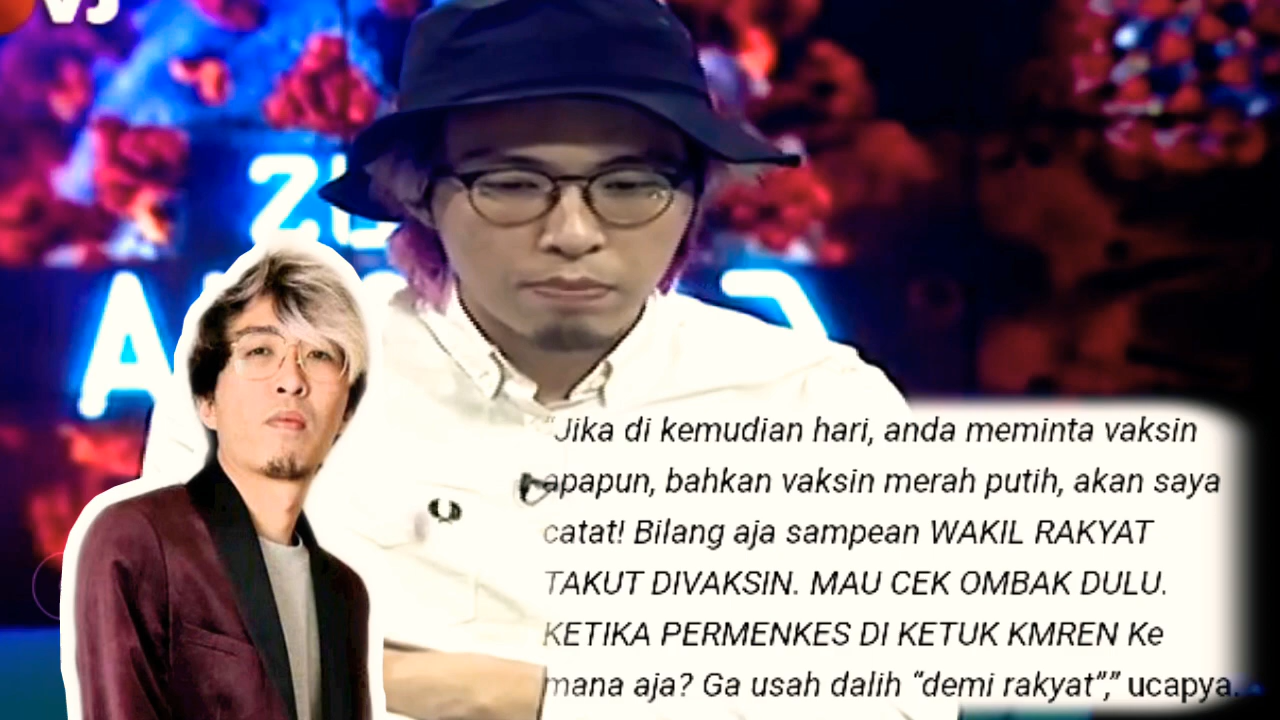 VJ
ZU
A
“Jika di kemudian hari, anda meminta vaksin
apapun, bahkan vaksin merah putih, akan saya
catat! Bilang aja sampean WAKIL RAKYAT
TAKUT DIVAKSIN. MAU CEK OMBAK DULU.
KETIKA PERMENKES DI KETUK KMREN Ke
mana aja? Ga usah dalih “demi rakyat”,” ucapya.